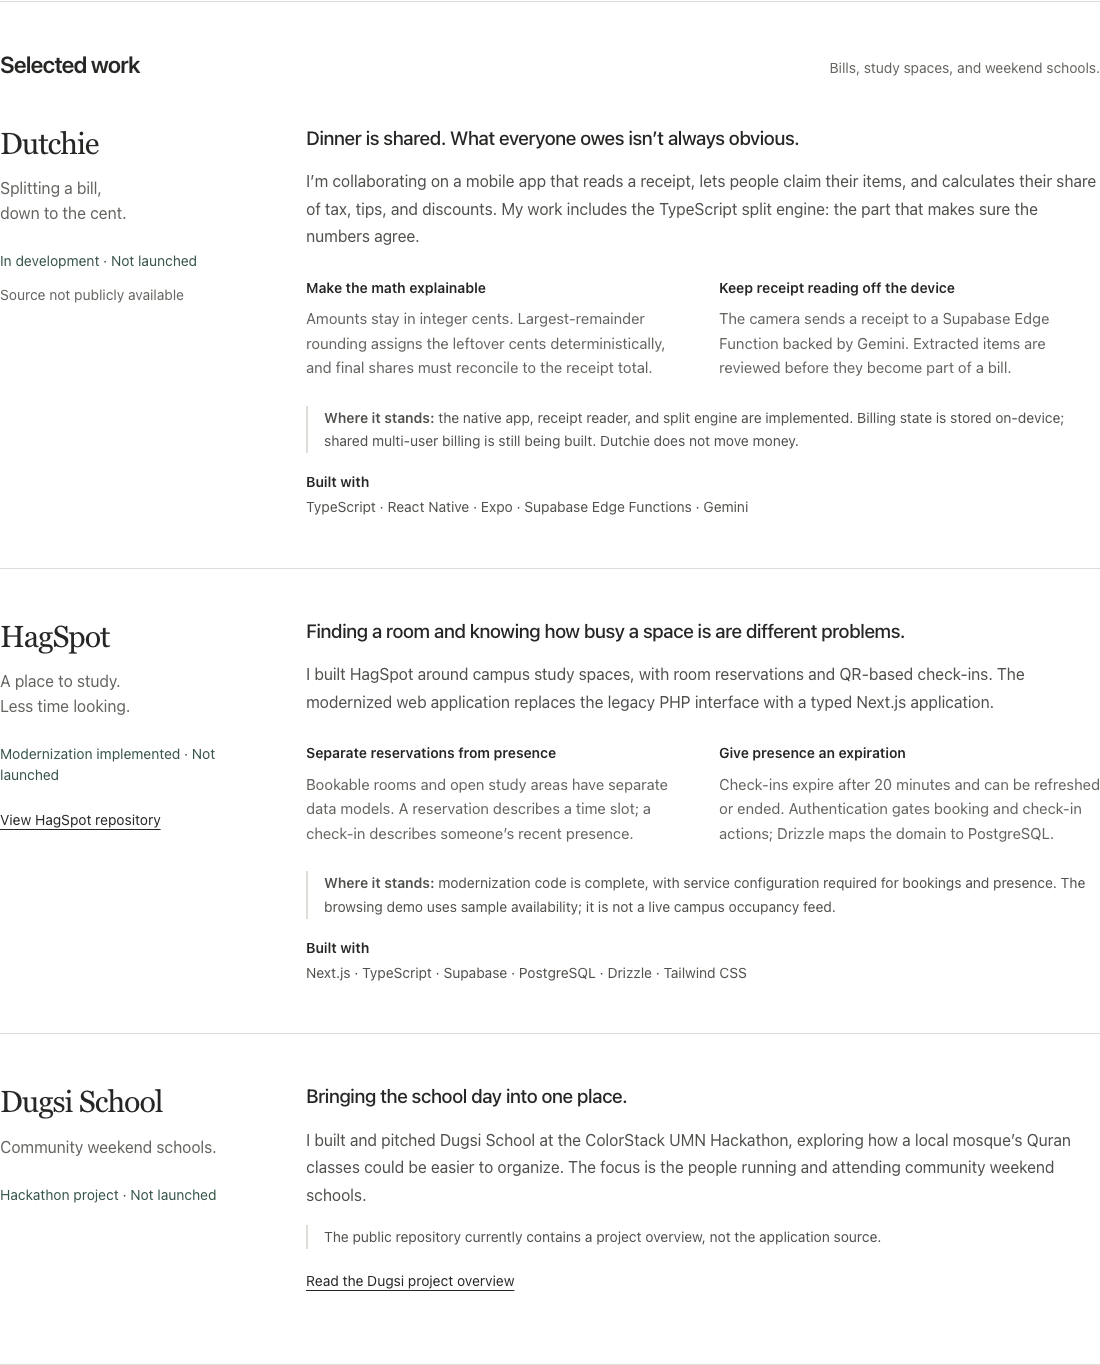 Selected work
Bills, study spaces, and weekend schools.
Dutchie
Splitting a bill,
down to the cent.
In development · Not launched
Source not publicly available
Dinner is shared. What everyone owes isn’t always obvious.
I’m collaborating on a mobile app that reads a receipt, lets people claim their items, and calculates their share
of tax, tips, and discounts. My work includes the TypeScript split engine: the part that makes sure the
numbers agree.
Make the math explainable
Amounts stay in integer cents. Largest-remainder
rounding assigns the leftover cents deterministically,
and final shares must reconcile to the receipt total.
Keep receipt reading off the device
The camera sends a receipt to a Supabase Edge
Function backed by Gemini. Extracted items are
reviewed before they become part of a bill.
Where it stands: the native app, receipt reader, and split engine are implemented. Billing state is stored on-device;
shared multi-user billing is still being built. Dutchie does not move money.
Built with
TypeScript · React Native · Expo · Supabase Edge Functions · Gemini
HagSpot
A place to study.
Less time looking.
Modernization implemented · Not
launched
View HagSpot repository
Finding a room and knowing how busy a space is are different problems.
I built HagSpot around campus study spaces, with room reservations and QR-based check-ins. The
modernized web application replaces the legacy PHP interface with a typed Next.js application.
Separate reservations from presence
Bookable rooms and open study areas have separate
data models. A reservation describes a time slot; a
check-in describes someone’s recent presence.
Give presence an expiration
Check-ins expire after 20 minutes and can be refreshed
or ended. Authentication gates booking and check-in
actions; Drizzle maps the domain to PostgreSQL.
Where it stands: modernization code is complete, with service configuration required for bookings and presence. The
browsing demo uses sample availability; it is not a live campus occupancy feed.
Built with
Next.js · TypeScript · Supabase · PostgreSQL · Drizzle · Tailwind CSS
Dugsi School
Community weekend schools.
Hackathon project · Not launched
Bringing the school day into one place.
I built and pitched Dugsi School at the ColorStack UMN Hackathon, exploring how a local mosque’s Quran
classes could be easier to organize. The focus is the people running and attending community weekend
schools.
The public repository currently contains a project overview, not the application source.
Read the Dugsi project overview